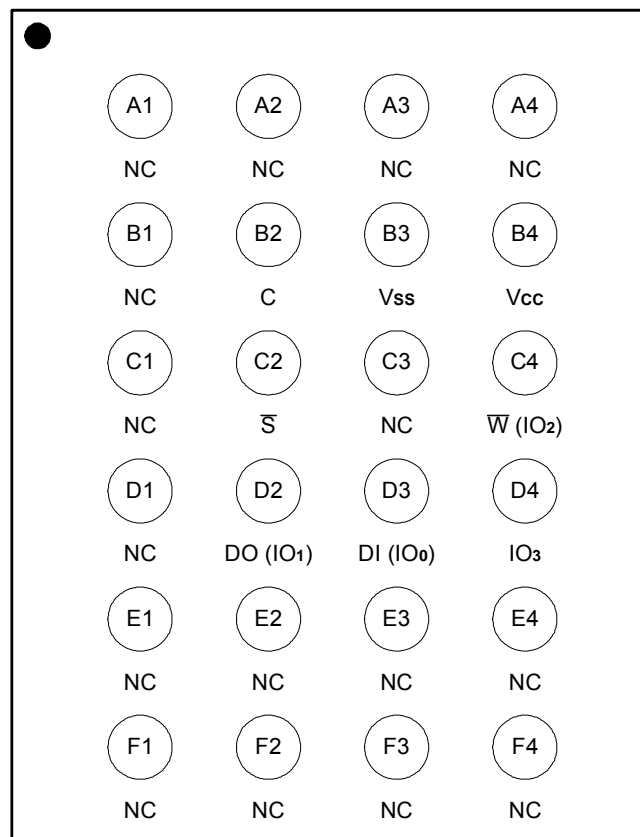 A1 A2 A3 A4
NC NC NC NC
B1 B2 B3 B4
NC C Vss Vcc
C1 C2 C3 C4
NC S̅ NC W̅ (IO2)
D1 D2 D3 D4
NC DO (IO1) DI (IO0) IO3
E1 E2 E3 E4
NC NC NC NC
F1 F2 F3 F4
NC NC NC NC